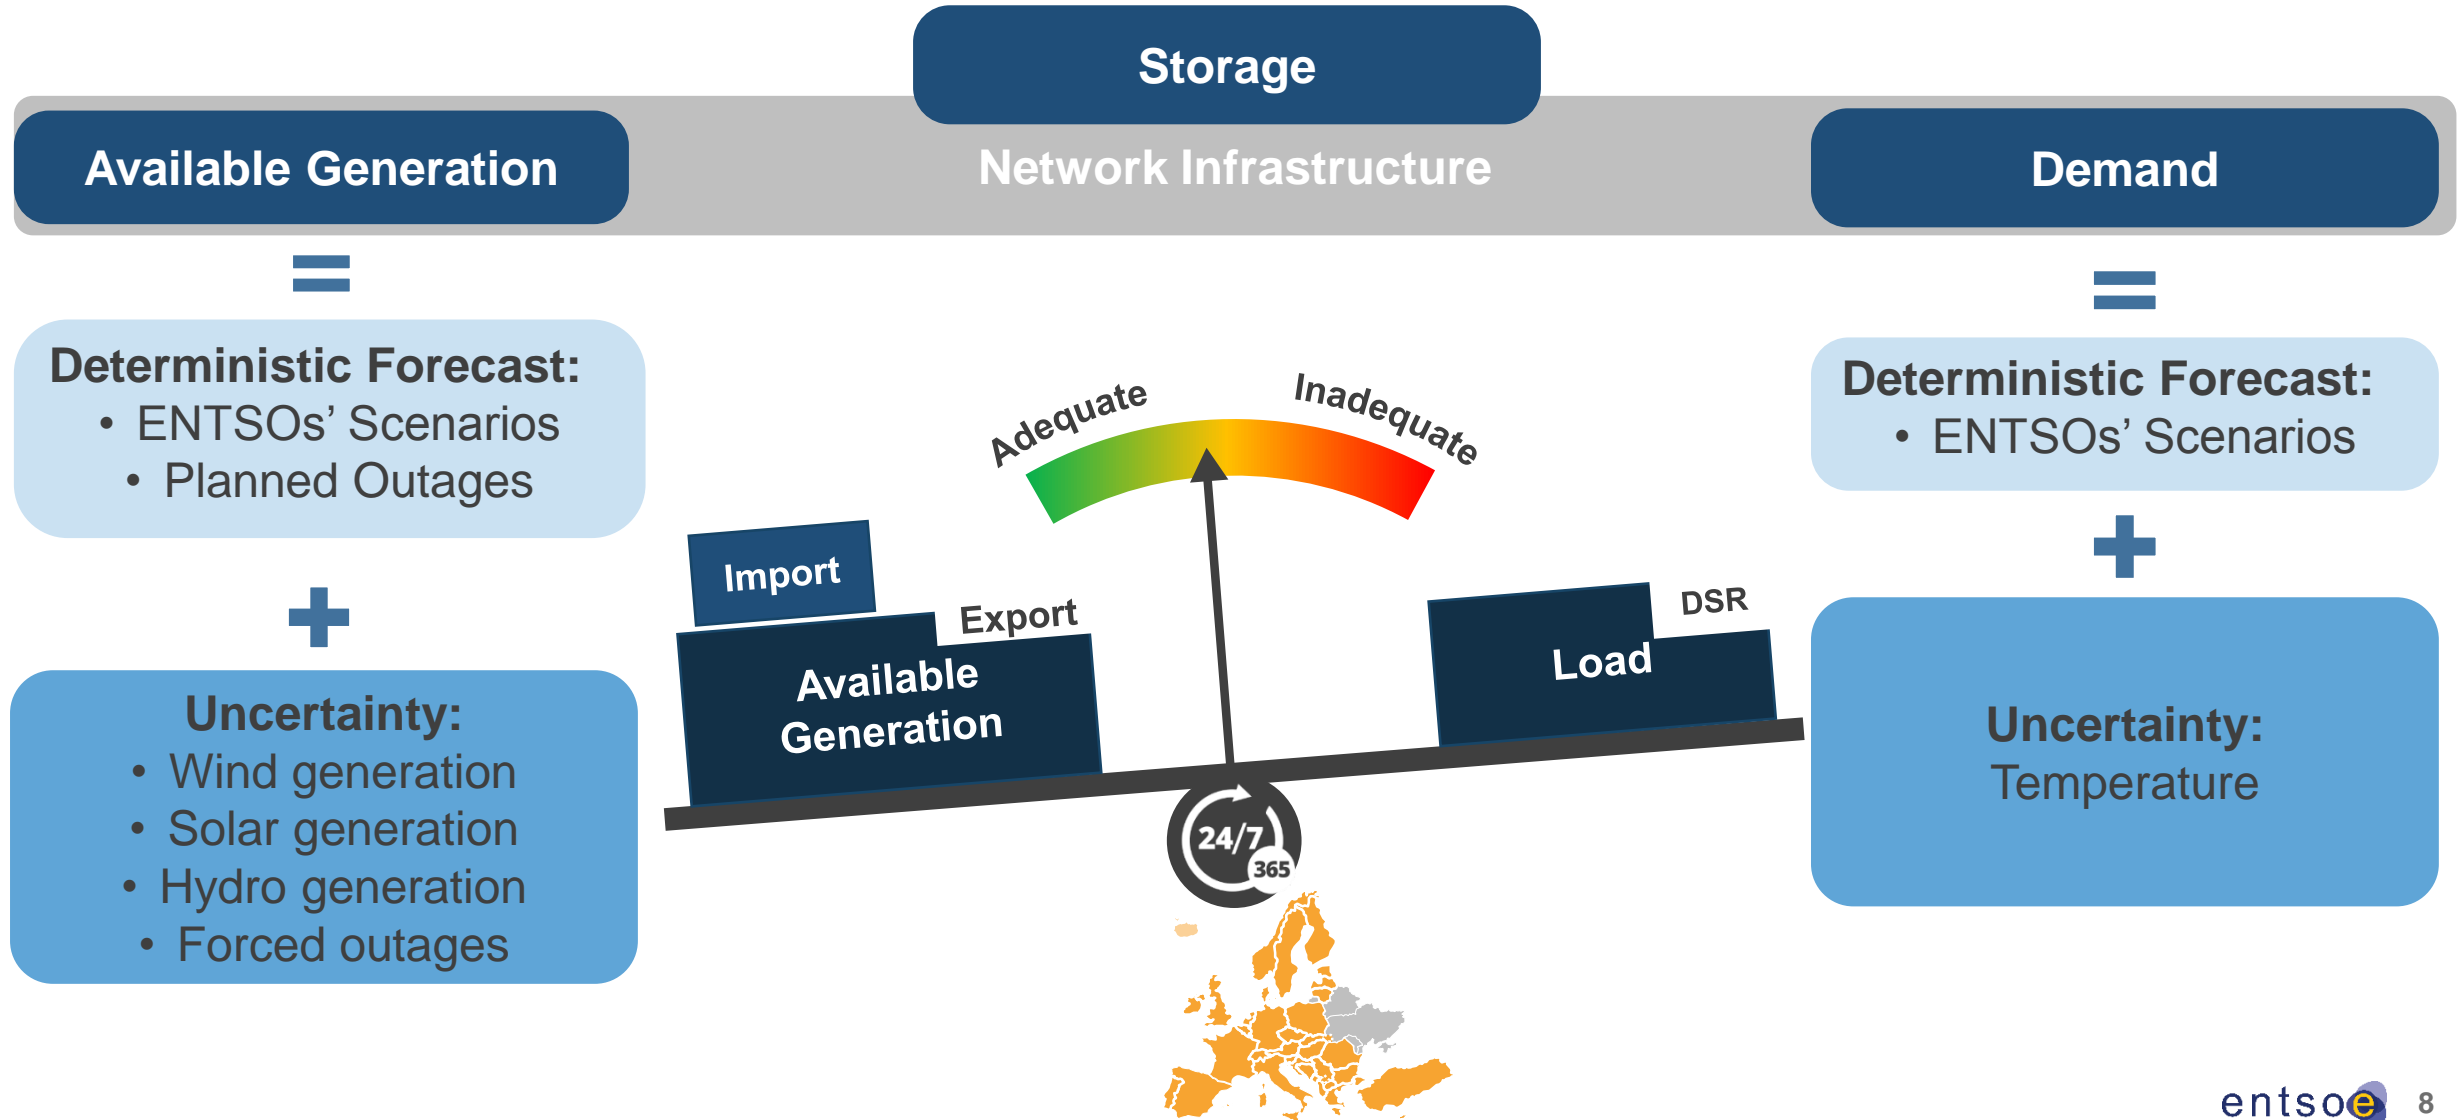 Storage
Available Generation
Network Infrastructure
Demand
Deterministic Forecast:
• ENTSOs’ Scenarios
• Planned Outages
Uncertainty:
• Wind generation
• Solar generation
• Hydro generation
• Forced outages
Adequate
Inadequate
Import
Export
Available
Generation
Load
DSR
24/7
365
Deterministic Forecast:
• ENTSOs’ Scenarios
Uncertainty:
Temperature
entsoe
8